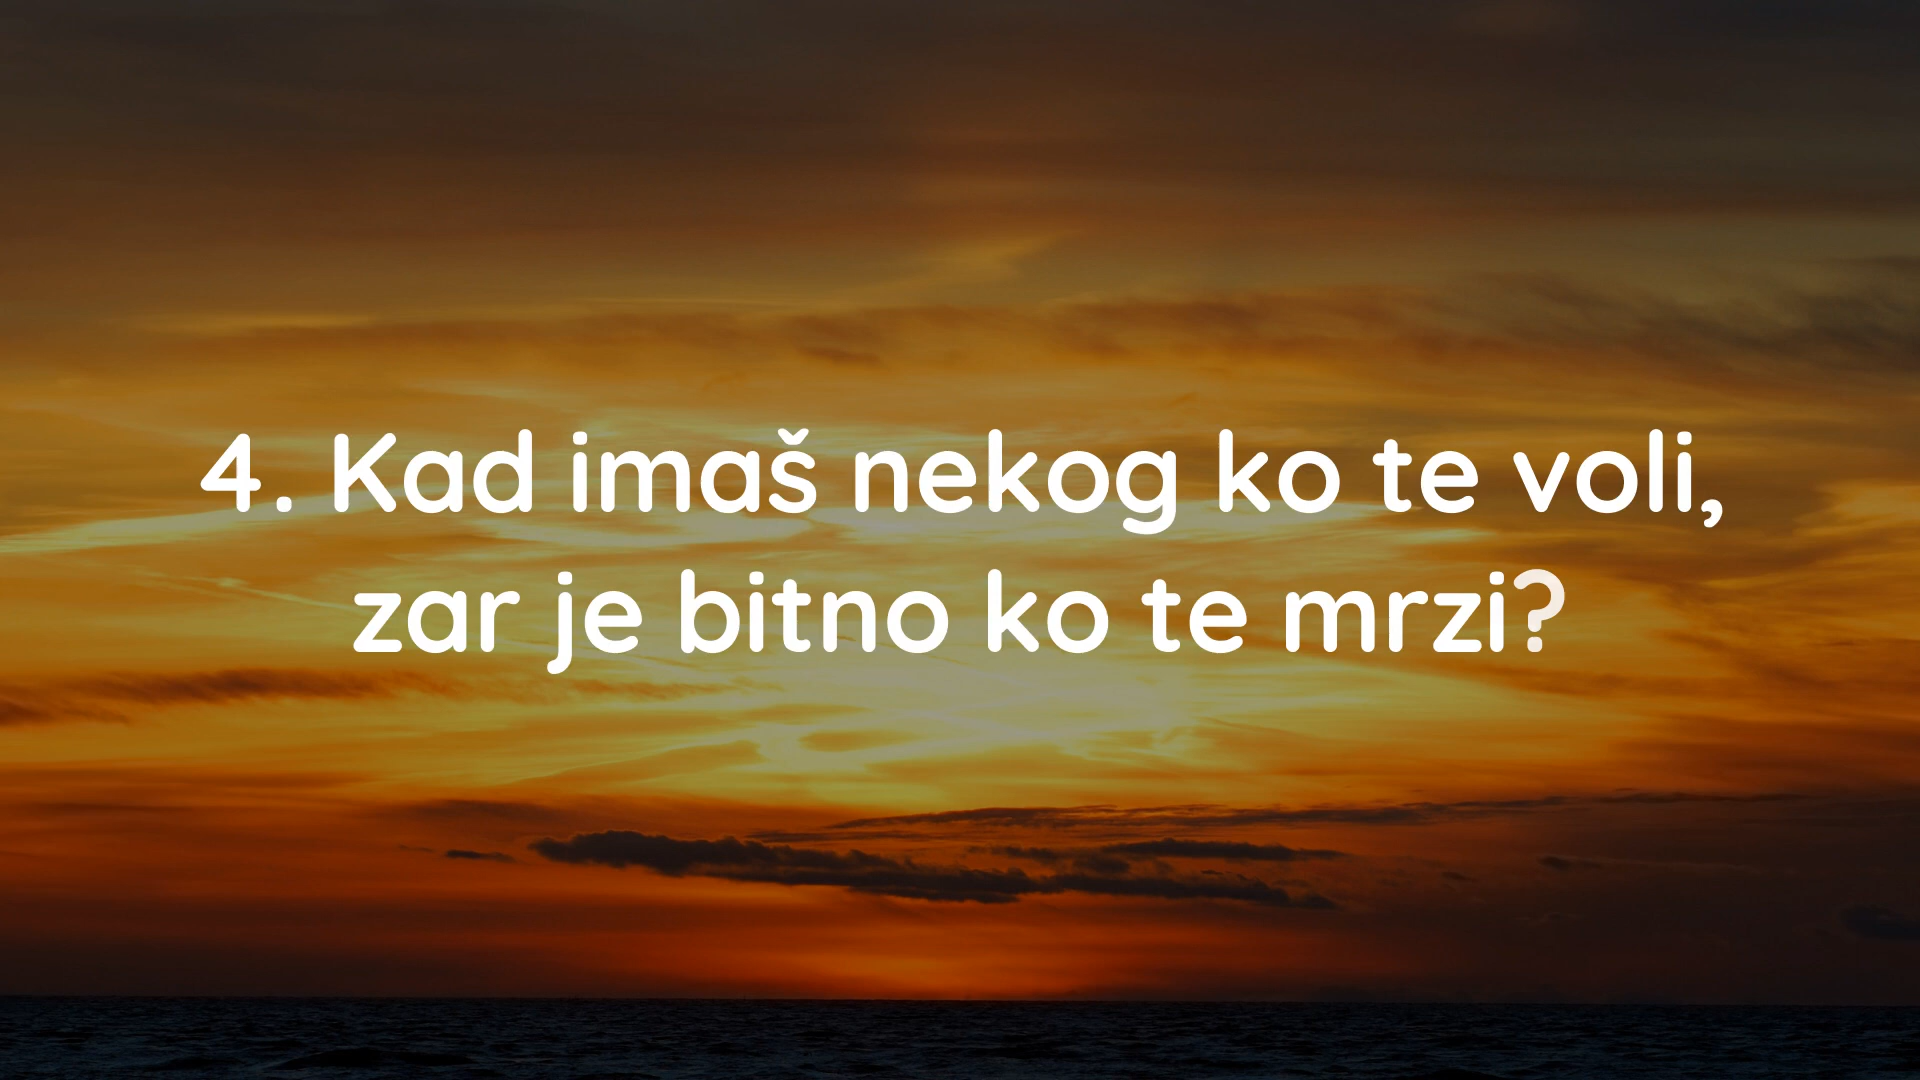 4. Kad imaš nekog ko te voli,
zar je bitno ko te mrzi?